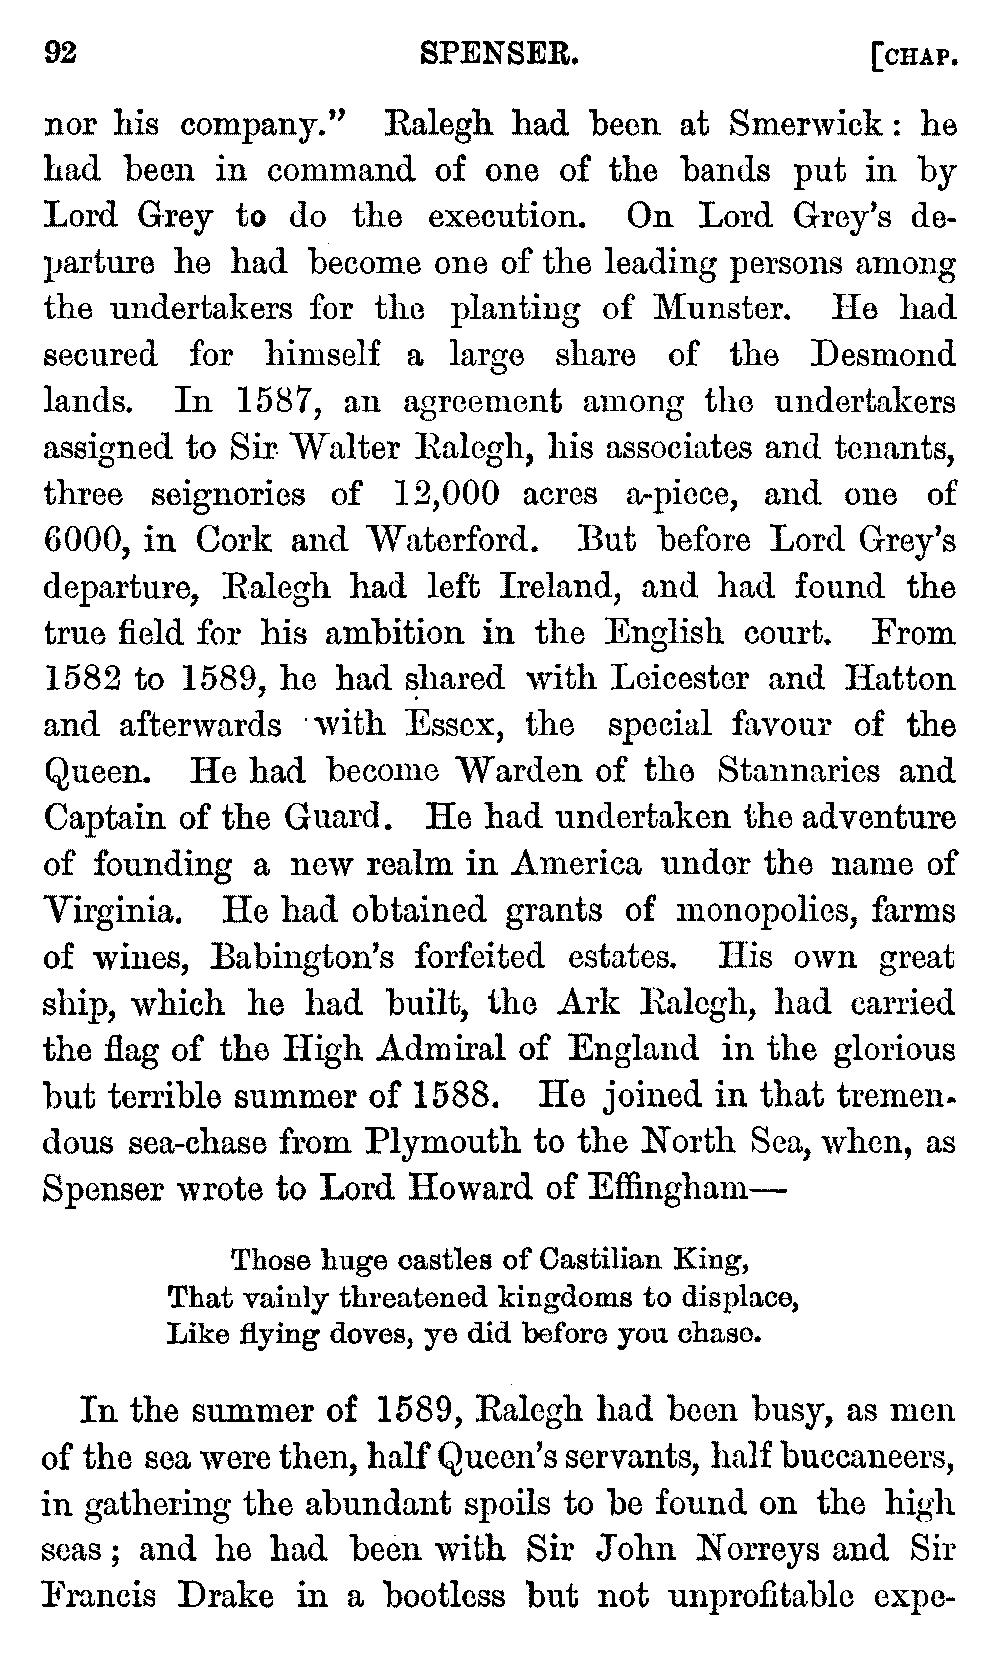 92 SPENSER. [CHAP.
nor his company." Ralegh had been at Smerwick: he
had been in command of one of the bands put in by
Lord Grey to do the execution. On Lord Grey's de-
parture he had become one of the leading persons among
the undertakers for the planting of Munster. He had
secured for himself a large share of the Desmond
lands. In 1587, an agreement among the undertakers
assigned to Sir Walter Ralegh, his associates and tenants,
three seignories of 12,000 acres a-piece, and one of
6000, in Cork and Waterford. But before Lord Grey's
departure, Ralegh had left Ireland, and had found the
true field for his ambition in the English court. From
1582 to 1589, he had shared with Leicester and Hatton
and afterwards with Essex, the special favour of the
Queen. He had become Warden of the Stannaries and
Captain of the Guard. He had undertaken the adventure
of founding a new realm in America under the name of
Virginia. He had obtained grants of monopolies, farms
of wines, Babington's forfeited estates. His own great
ship, which he had built, the Ark Ralegh, had carried
the flag of the High Admiral of England in the glorious
but terrible summer of 1588. He joined in that tremen-
dous sea-chase from Plymouth to the North Sea, when, as
Spenser wrote to Lord Howard of Effingham—
Those huge castles of Castilian King,
That vainly threatened kingdoms to displace,
Like flying doves, ye did before you chase.
In the summer of 1589, Ralegh had been busy, as men
of the sea were then, half Queen's servants, half buccaneers,
in gathering the abundant spoils to be found on the high
seas; and he had been with Sir John Norreys and Sir
Francis Drake in a bootless but not unprofitable expe-